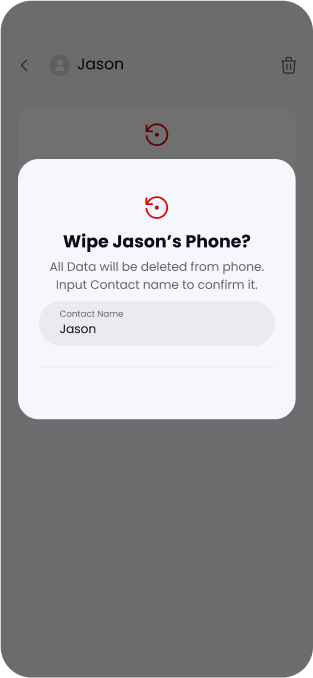 Jason
Wipe Jason’s Phone?
All Data will be deleted from phone.
Input Contact name to confirm it.
Contact Name
Jason